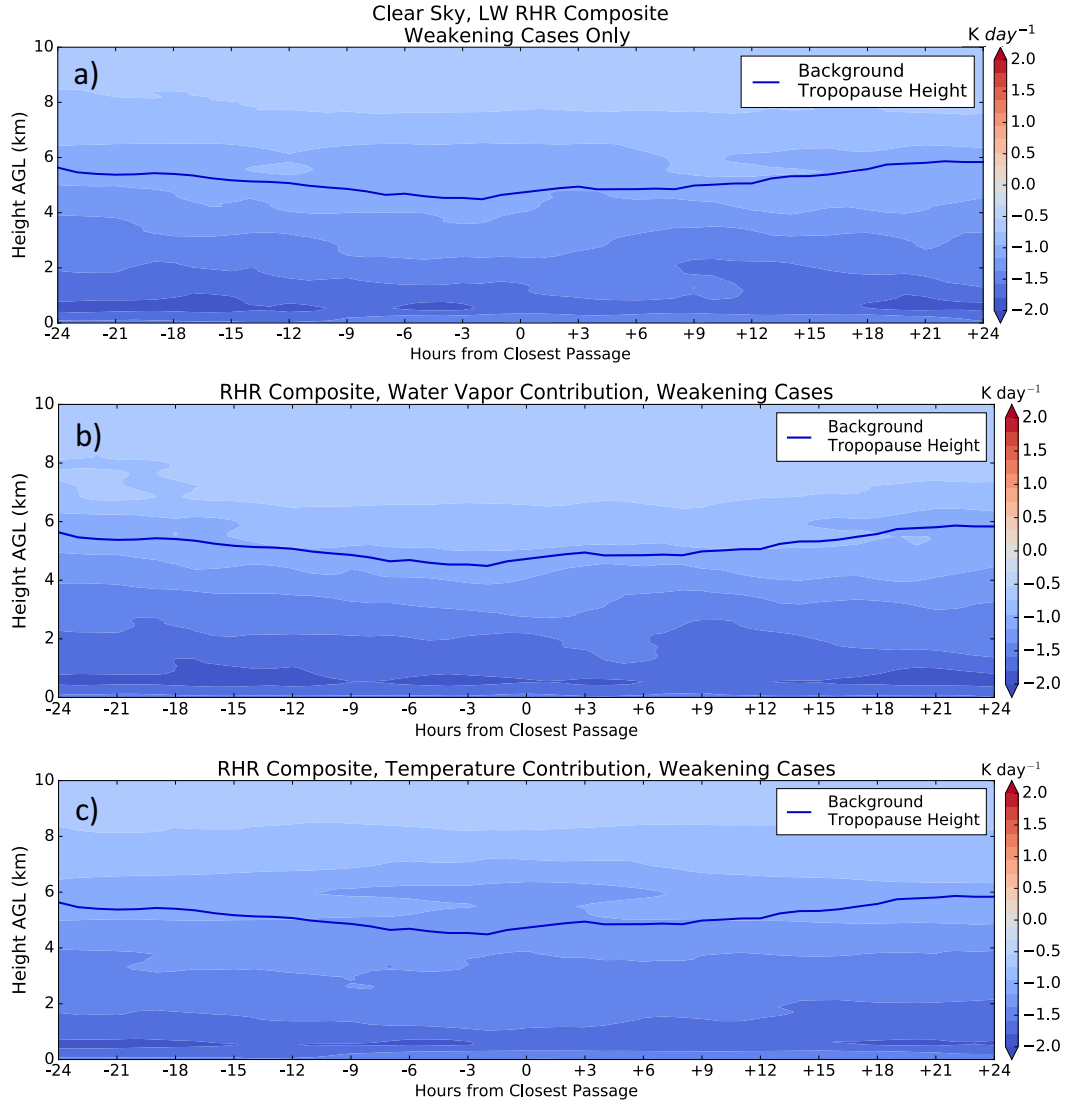 Clear Sky, LW RHR Composite
Weakening Cases Only
K day⁻¹
a)
Background
Tropopause Height
Height AGL (km)
10
8
6
4
2
0
2.0
1.5
1.0
0.5
0.0
−0.5
−1.0
−1.5
−2.0
-24 -21 -18 -15 -12 -9 -6 -3 0 +3 +6 +9 +12 +15 +18 +21 +24
Hours from Closest Passage
RHR Composite, Water Vapor Contribution, Weakening Cases
K day⁻¹
b)
Background
Tropopause Height
Height AGL (km)
10
8
6
4
2
0
2.0
1.5
1.0
0.5
0.0
−0.5
−1.0
−1.5
−2.0
-24 -21 -18 -15 -12 -9 -6 -3 0 +3 +6 +9 +12 +15 +18 +21 +24
Hours from Closest Passage
RHR Composite, Temperature Contribution, Weakening Cases
K day⁻¹
c)
Background
Tropopause Height
Height AGL (km)
10
8
6
4
2
0
2.0
1.5
1.0
0.5
0.0
−0.5
−1.0
−1.5
−2.0
-24 -21 -18 -15 -12 -9 -6 -3 0 +3 +6 +9 +12 +15 +18 +21 +24
Hours from Closest Passage